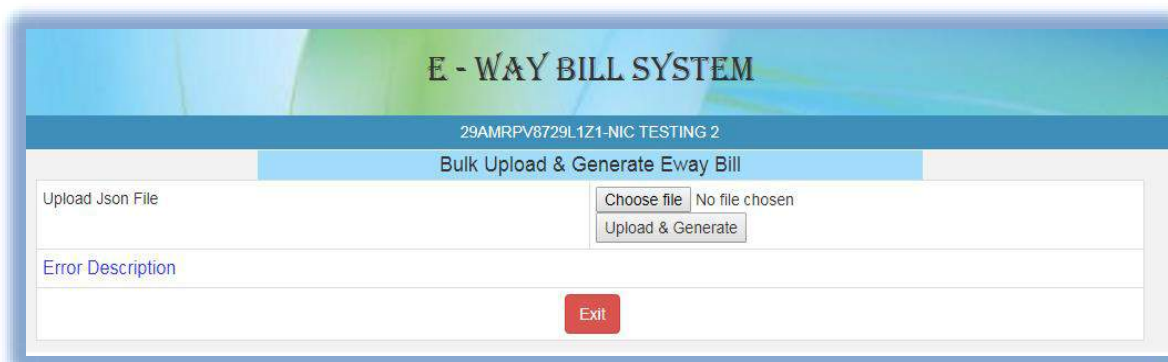 E - WAY BILL SYSTEM
29AMRPV8729L1Z1-NIC TESTING 2
Bulk Upload & Generate Eway Bill
Upload Json File
Choose file No file chosen
Upload & Generate
Error Description
Exit